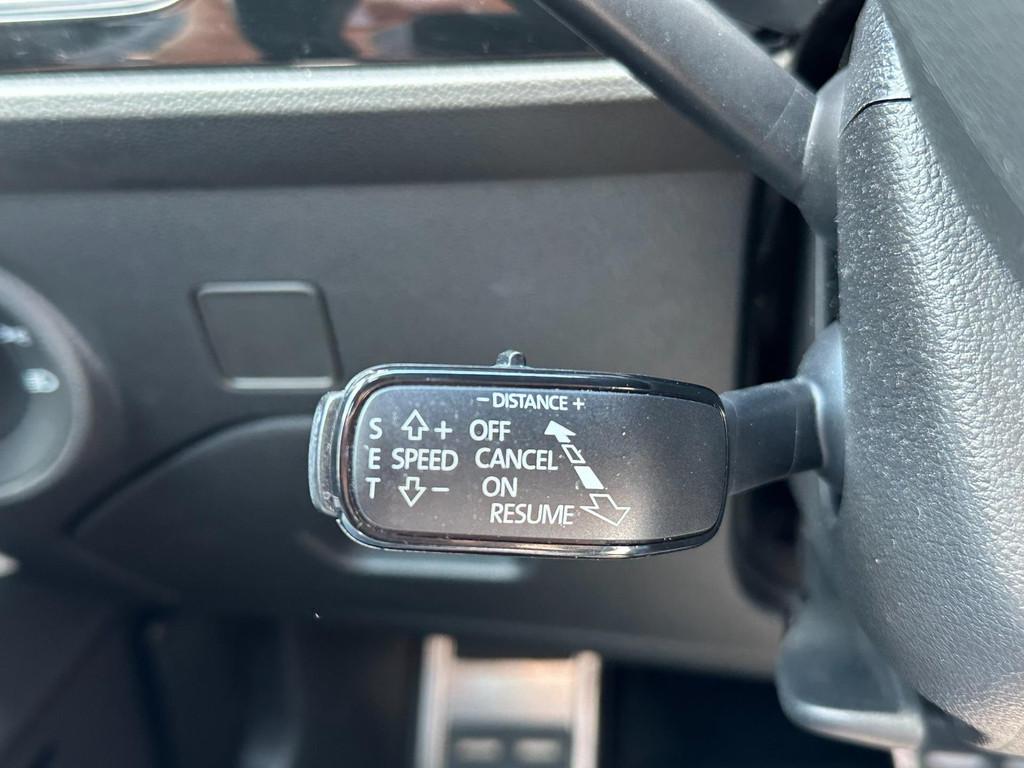 - DISTANCE +
S + OFF
E SPEED CANCEL
T - ON
RESUME